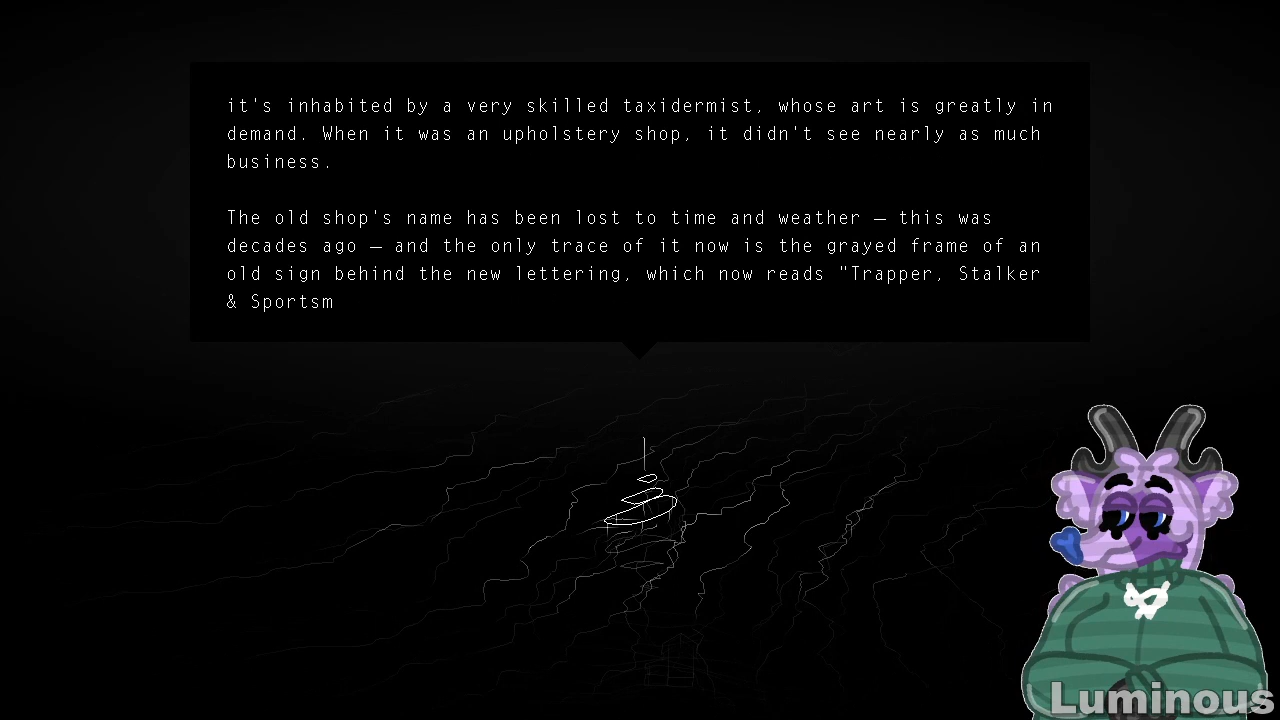 it's inhabited by a very skilled taxidermist, whose art is greatly in
demand. When it was an upholstery shop, it didn't see nearly as much
business.
The old shop's name has been lost to time and weather — this was
decades ago — and the only trace of it now is the grayed frame of an
old sign behind the new lettering, which now reads "Trapper, Stalker
& Sportsm
Luminous